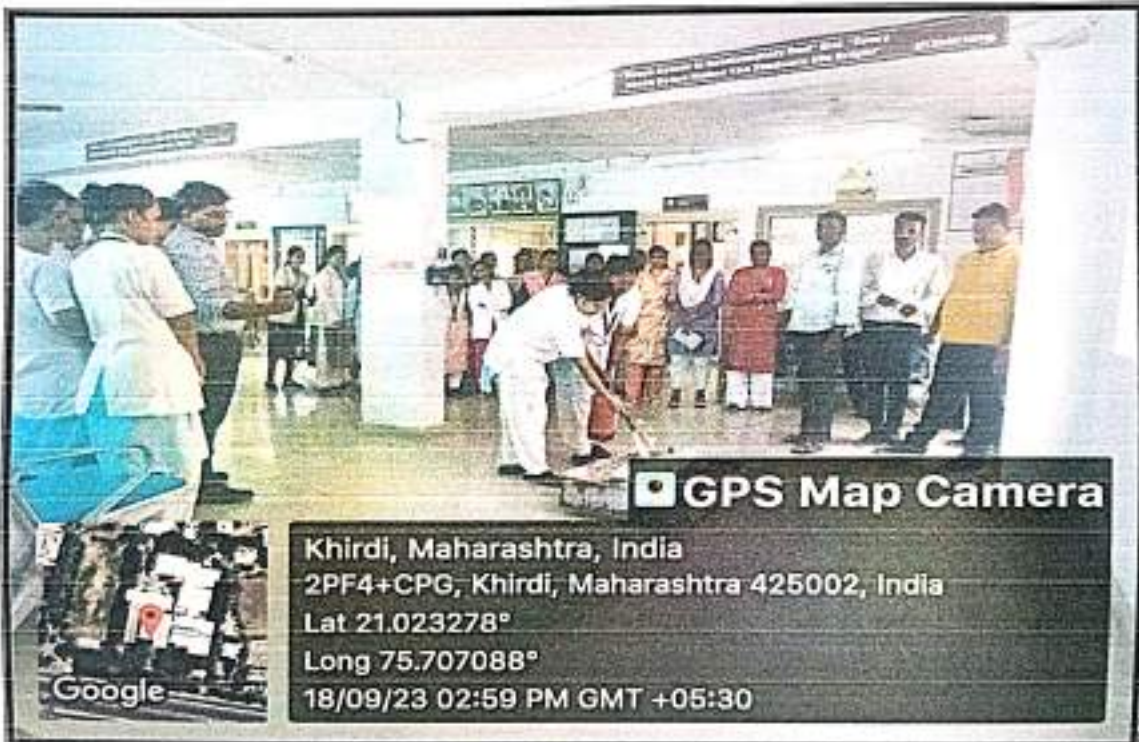 GPS Map Camera
Khirdi, Maharashtra, India
2PF4+CPG, Khirdi, Maharashtra 425002, India
Lat 21.023278°
Long 75.707088°
18/09/23 02:59 PM GMT +05:30
Google